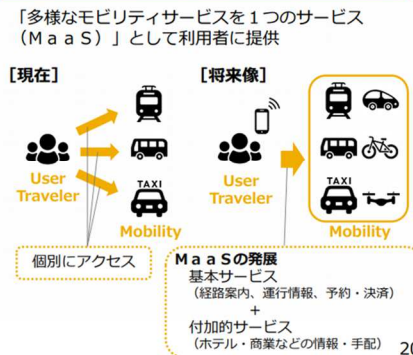 「多様なモビリティサービスを１つのサービス
（ＭａａＳ）」として利用者に提供
[現在]
User
Traveler
TAXI
Mobility
個別にアクセス
[将来像]
User
Traveler
TAXI
Mobility
ＭａａＳの発展
基本サービス
（経路案内、運行情報、予約・決済）
+
付加的サービス
（ホテル・商業などの情報・手配）